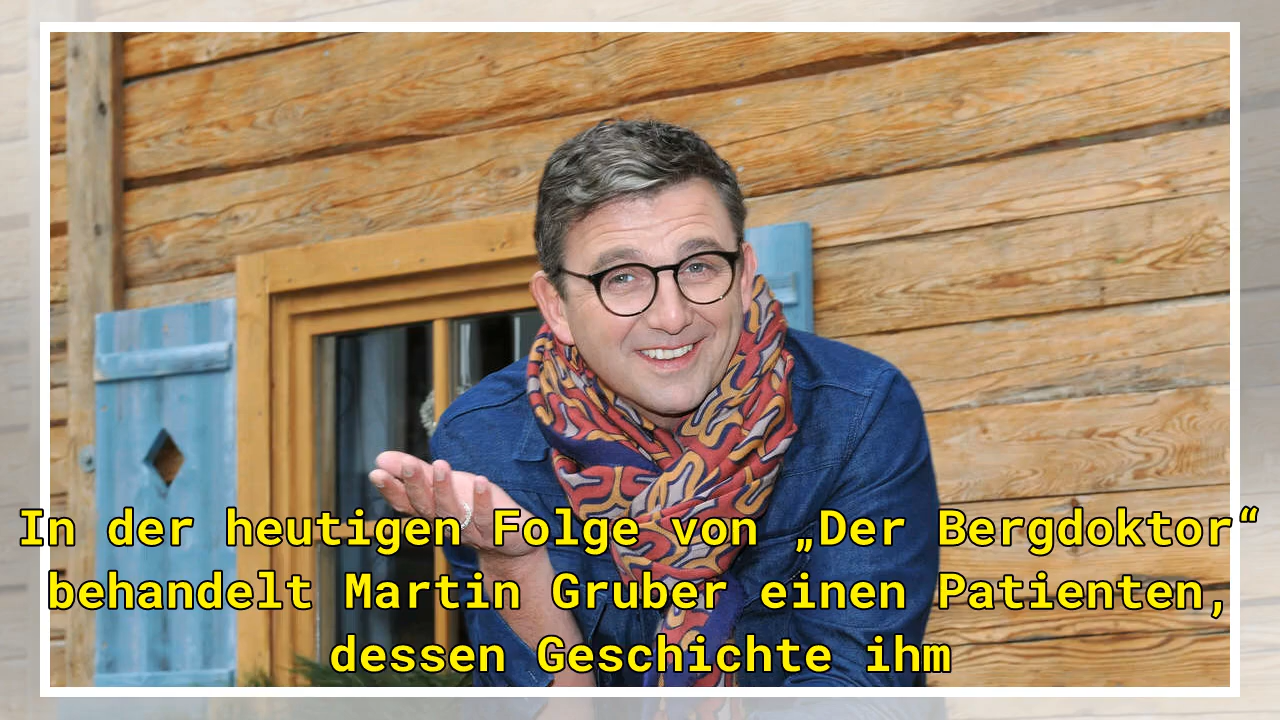 In der heutigen Folge von „Der Bergdoktor“
behandelt Martin Gruber einen Patienten,
dessen Geschichte ihm